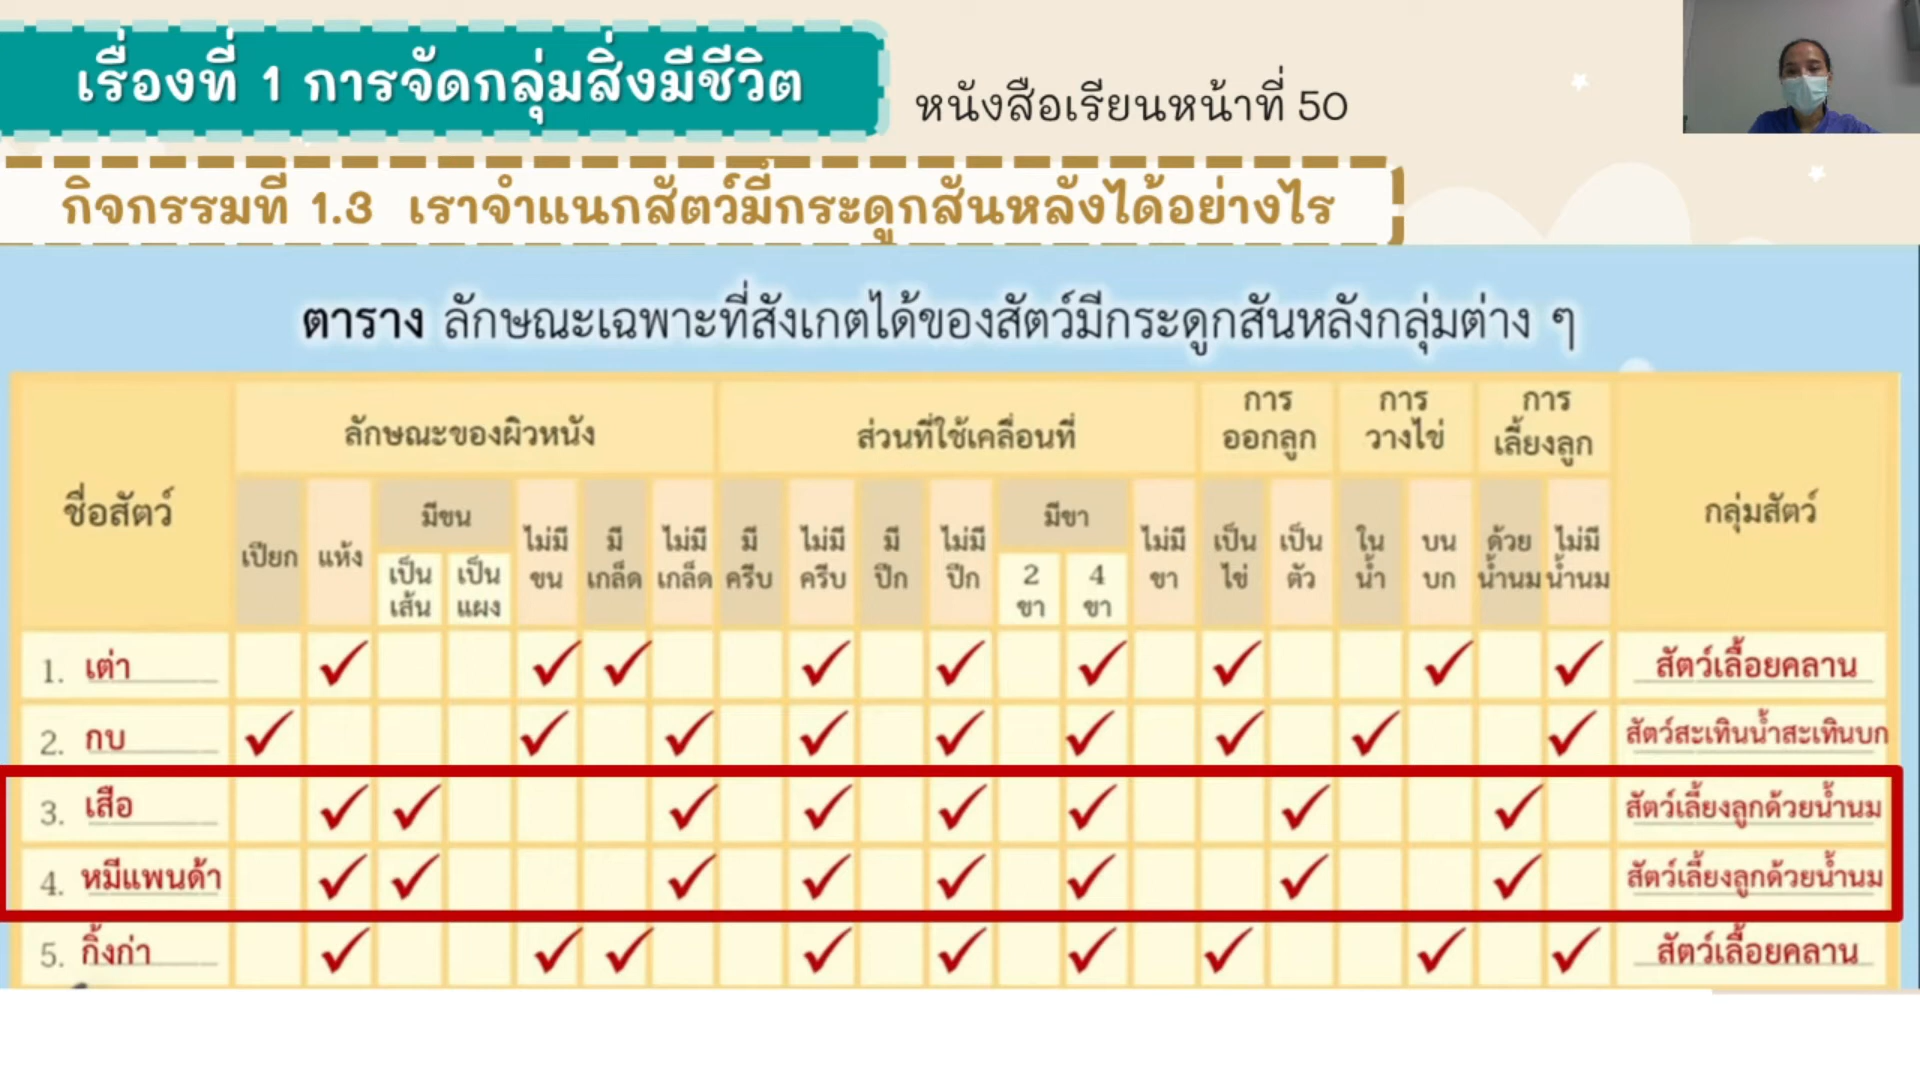 เรื่องที่ 1 การจัดกลุ่มสิ่งมีชีวิต
หนังสือเรียนหน้าที่ 50
กิจกรรมที่ 1.3 เราจำแนกสัตว์มีกระดูกสันหลังได้อย่างไร
ตาราง ลักษณะเฉพาะที่สังเกตได้ของสัตว์มีกระดูกสันหลังกลุ่มต่าง ๆ
ชื่อสัตว์ ลักษณะของผิวหนัง ส่วนที่ใช้เคลื่อนที่ การออกลูก การวางไข่ การเลี้ยงลูก กลุ่มสัตว์
เปียก แห้ง มีขน ไม่มีขน มีเกล็ด ไม่มีเกล็ด มีครีบ ไม่มีครีบ มีปีก ไม่มีปีก มีขา ไม่มีขา เป็นไข่ เป็นตัว ในน้ำ บนบก ด้วยน้ำนม ไม่มีน้ำนม
เป็นเส้น เป็นแผง 2 ขา 4 ขา
1. เต่า ✓ ✓ ✓ ✓ ✓ ✓ ✓ ✓ ✓ สัตว์เลื้อยคลาน
2. กบ ✓ ✓ ✓ ✓ ✓ ✓ ✓ ✓ ✓ สัตว์สะเทินน้ำสะเทินบก
3. เสือ ✓ ✓ ✓ ✓ ✓ ✓ ✓ ✓ สัตว์เลี้ยงลูกด้วยน้ำนม
4. หมีแพนด้า ✓ ✓ ✓ ✓ ✓ ✓ ✓ ✓ สัตว์เลี้ยงลูกด้วยน้ำนม
5. กิ้งก่า ✓ ✓ ✓ ✓ ✓ ✓ ✓ ✓ ✓ สัตว์เลื้อยคลาน